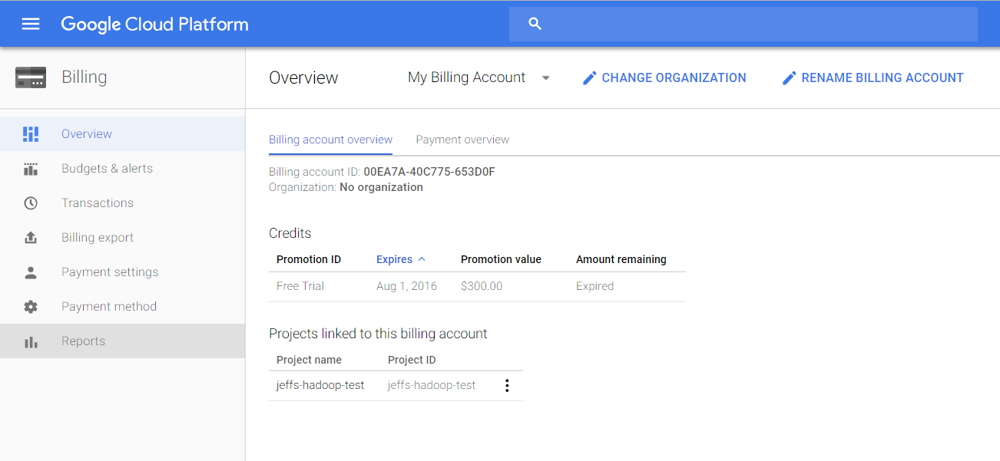 Google Cloud Platform
Billing
Overview
Budgets & alerts
Transactions
Billing export
Payment settings
Payment method
Reports
Overview My Billing Account CHANGE ORGANIZATION RENAME BILLING ACCOUNT
Billing account overview Payment overview
Billing account ID: 00EA7A-40C775-653D0F
Organization: No organization
Credits
Promotion ID Expires Promotion value Amount remaining
Free Trial Aug 1, 2016 $300.00 Expired
Projects linked to this billing account
Project name Project ID
jeffs-hadoop-test jeffs-hadoop-test